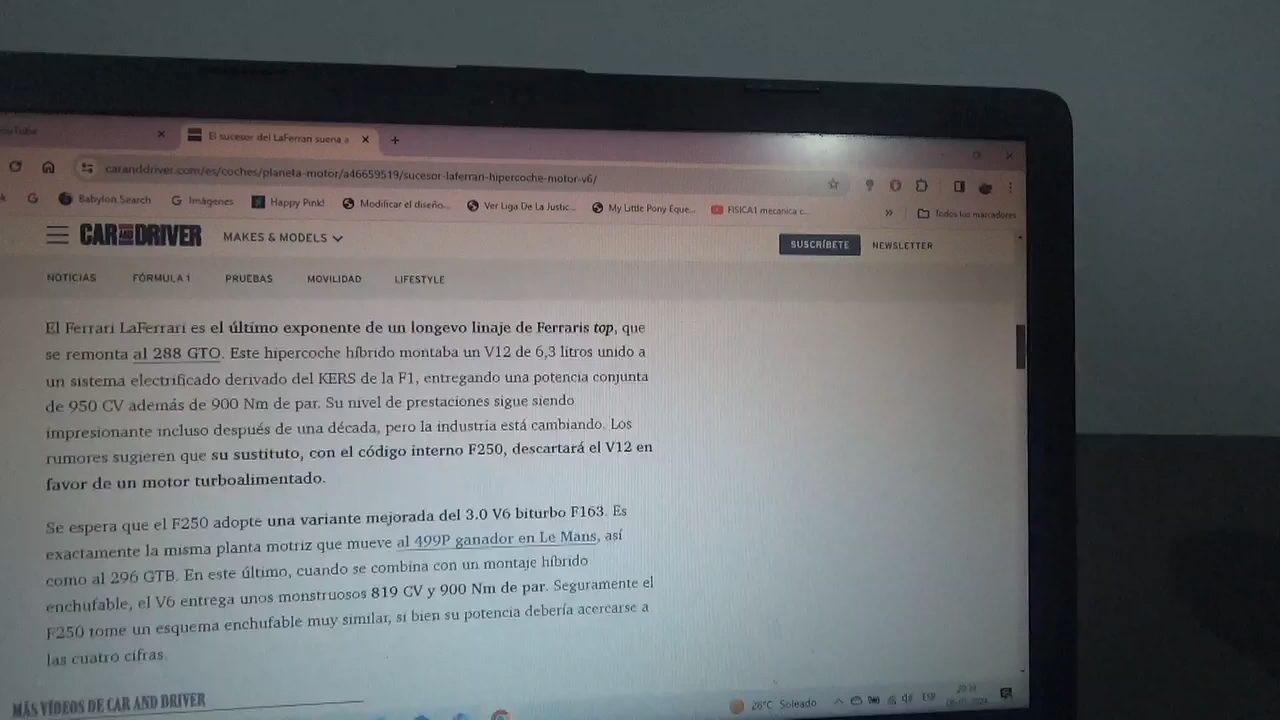 El sucesor del LaFerrari suena a
caranddriver.com/es/coches/planeta-motor/a46659519/sucesor-laferrari-hipercoche-motor-v6/
Babylon Search
Imágenes
Happy Pink!
Modificar el diseño...
Ver Liga De La Justic...
My Little Pony Eque...
FISICA1 mecanica c...
»
Todos los marcadores
CAR AND DRIVER
MAKES & MODELS
SUSCRÍBETE
NEWSLETTER
NOTICIAS
FÓRMULA 1
PRUEBAS
MOVILIDAD
LIFESTYLE
El Ferrari LaFerrari es el último exponente de un longevo linaje de Ferraris top, que
se remonta al 288 GTO. Este hipercoche híbrido montaba un V12 de 6,3 litros unido a
un sistema electrificado derivado del KERS de la F1, entregando una potencia conjunta
de 950 CV además de 900 Nm de par. Su nivel de prestaciones sigue siendo
impresionante incluso después de una década, pero la industria está cambiando. Los
rumores sugieren que su sustituto, con el código interno F250, descartará el V12 en
favor de un motor turboalimentado.
Se espera que el F250 adopte una variante mejorada del 3.0 V6 biturbo F163. Es
exactamente la misma planta motriz que mueve al 499P ganador en Le Mans, así
como al 296 GTB. En este último, cuando se combina con un montaje híbrido
enchufable, el V6 entrega unos monstruosos 819 CV y 900 Nm de par. Seguramente el
F250 tome un esquema enchufable muy similar, si bien su potencia debería acercarse a
las cuatro cifras.
MÁS VÍDEOS DE CAR AND DRIVER
26°C Soleado
ESP